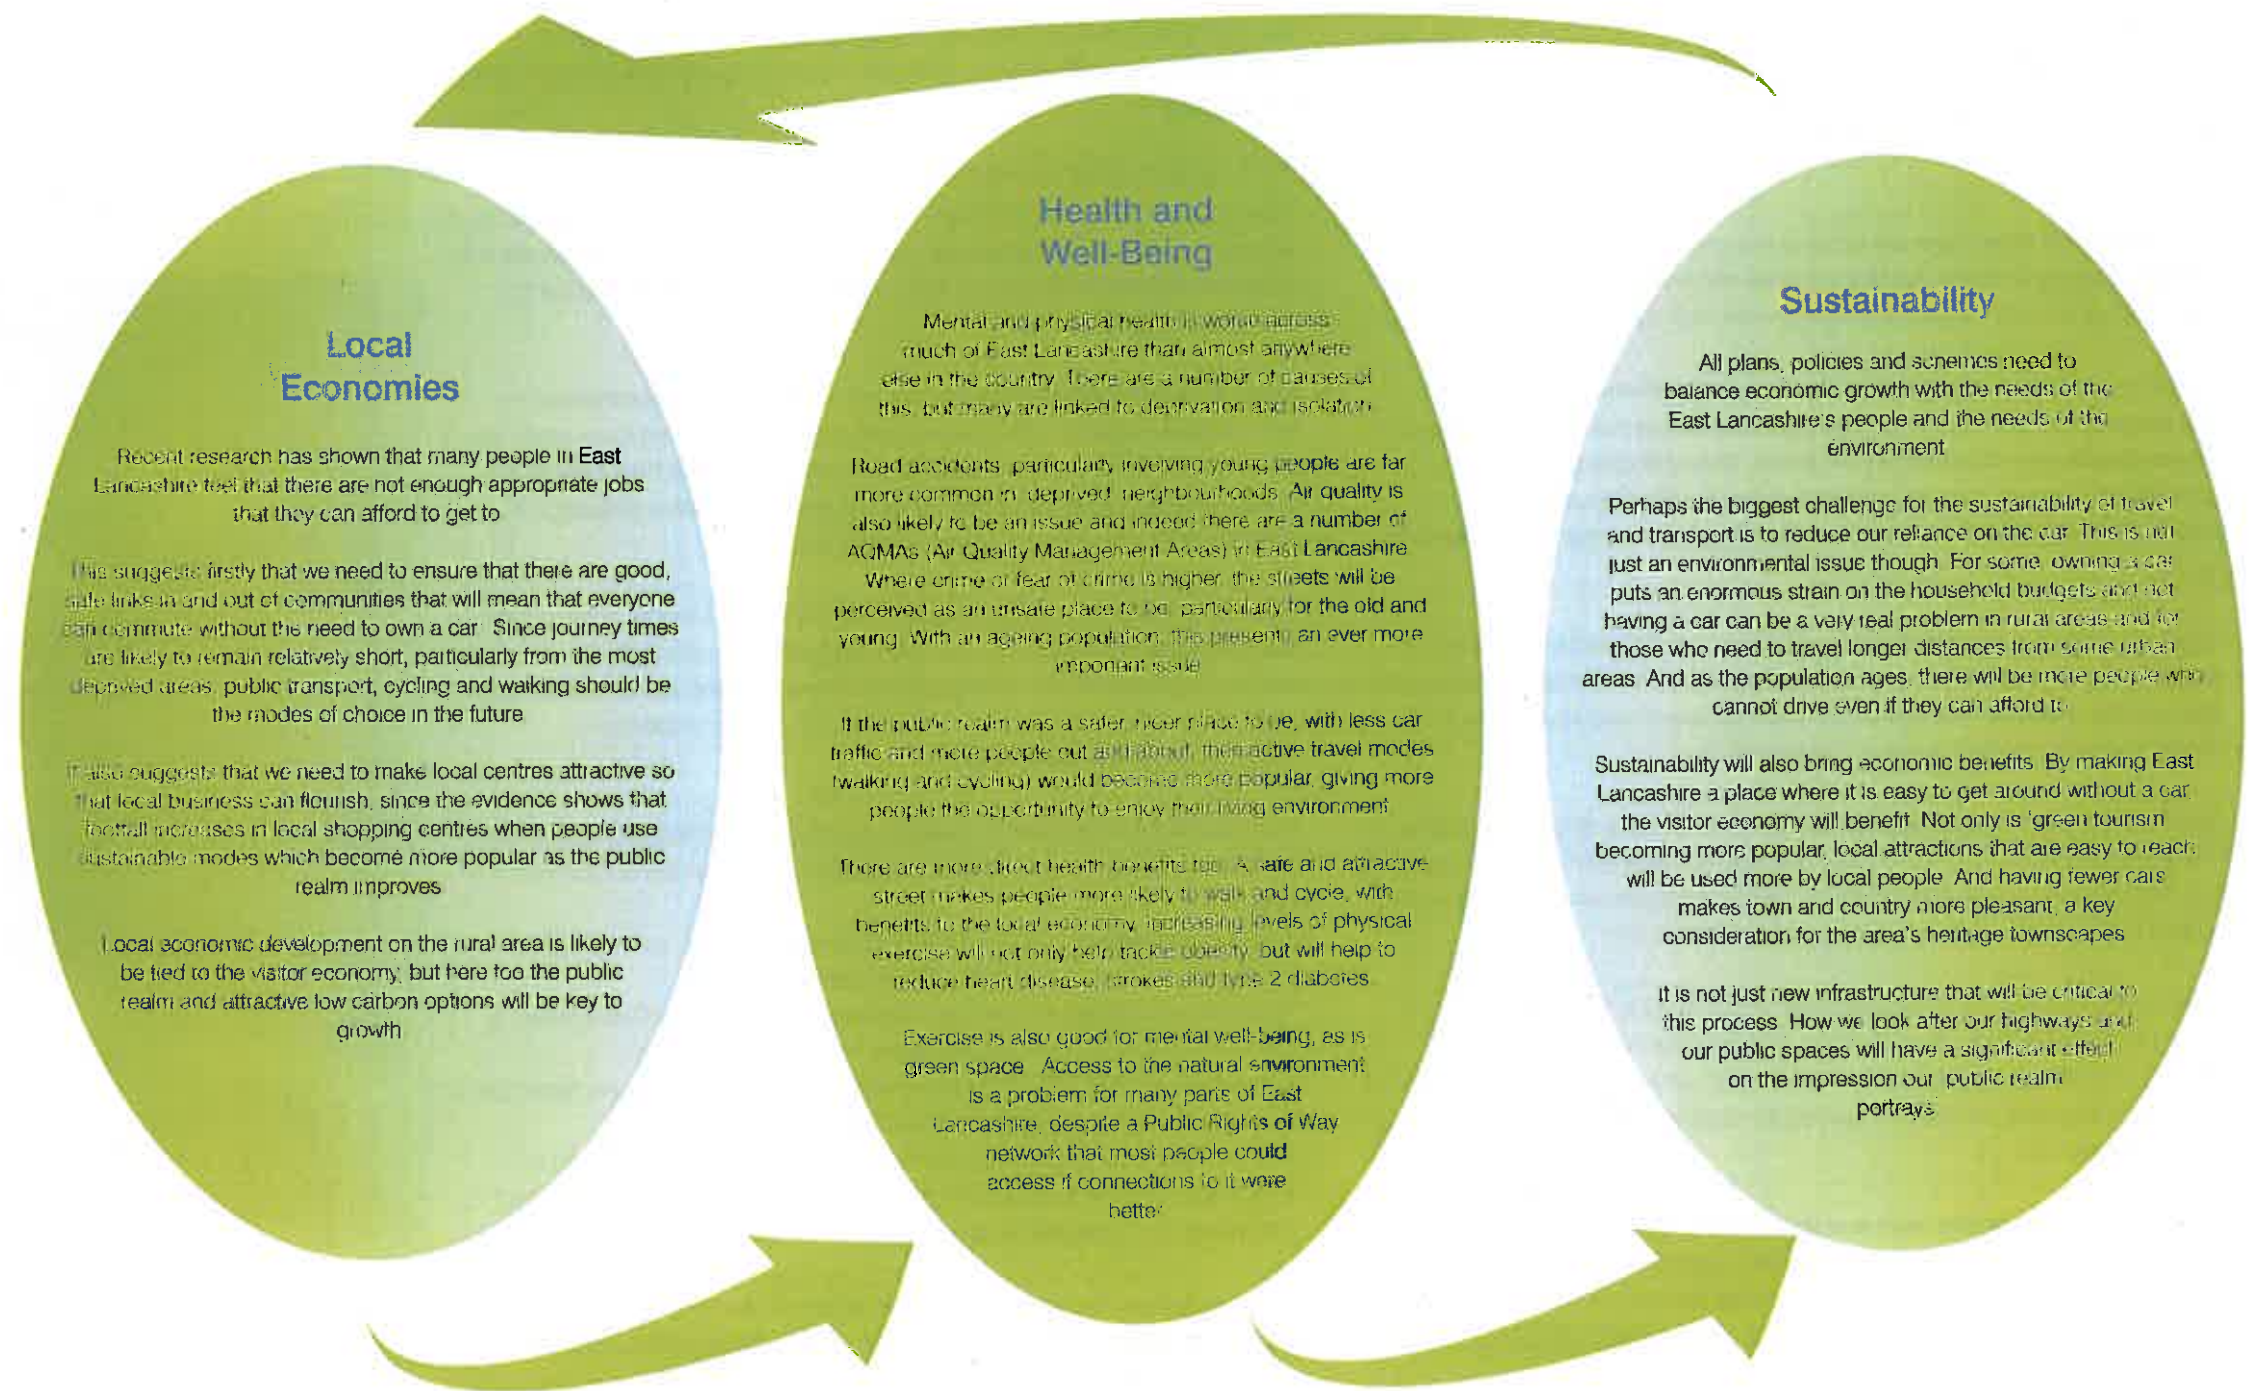 Local
Economies
Recent research has shown that many people in East
Lancashire feel that there are not enough appropriate jobs
that they can afford to get to
This suggests firstly that we need to ensure that there are good,
safe links in and out of communities that will mean that everyone
can commute without the need to own a car Since journey times
are likely to remain relatively short, particularly from the most
deprived areas, public transport, cycling and walking should be
the modes of choice in the future
It also suggests that we need to make local centres attractive so
that local business can flourish, since the evidence shows that
footfall increases in local shopping centres when people use
sustainable modes which become more popular as the public
realm improves
Local economic development on the rural area is likely to
be tied to the visitor economy, but here too the public
realm and attractive low carbon options will be key to
growth
Health and
Well-Being
Mental and physical health is worse across
much of East Lancashire than almost anywhere
else in the country There are a number of causes of
this, but many are linked to deprivation and isolation
Road accidents, particularly involving young people are far
more common in deprived neighbourhoods Air quality is
also likely to be an issue and indeed there are a number of
AQMAs (Air Quality Management Areas) in East Lancashire
Where crime or fear of crime is higher, the streets will be
perceived as an unsafe place to be, particularly for the old and
young With an ageing population, this presents an ever more
important issue
If the public realm was a safer, nicer place to be, with less car
traffic and more people out and about, then active travel modes
(walking and cycling) would become more popular, giving more
people the opportunity to enjoy their living environment
There are more direct health benefits too A safe and attractive
street makes people more likely to walk and cycle, with
benefits to the local economy, increasing levels of physical
exercise will not only help tackle obesity, but will help to
reduce heart disease, strokes and type 2 diabetes
Exercise is also good for mental well-being, as is
green space Access to the natural environment
is a problem for many parts of East
Lancashire, despite a Public Rights of Way
network that most people could
access if connections to it were
better
Sustainability
All plans, policies and schemes need to
balance economic growth with the needs of the
East Lancashire's people and the needs of the
environment
Perhaps the biggest challenge for the sustainability of travel
and transport is to reduce our reliance on the car This is not
just an environmental issue though For some, owning a car
puts an enormous strain on the household budgets and not
having a car can be a very real problem in rural areas and for
those who need to travel longer distances from some urban
areas And as the population ages, there will be more people who
cannot drive even if they can afford to
Sustainability will also bring economic benefits By making East
Lancashire a place where it is easy to get around without a car,
the visitor economy will benefit Not only is 'green tourism
becoming more popular, local attractions that are easy to reach
will be used more by local people And having fewer cars
makes town and country more pleasant, a key
consideration for the area's heritage townscapes
It is not just new infrastructure that will be critical to
this process How we look after our highways and
our public spaces will have a significant effect
on the impression our public realm
portrays